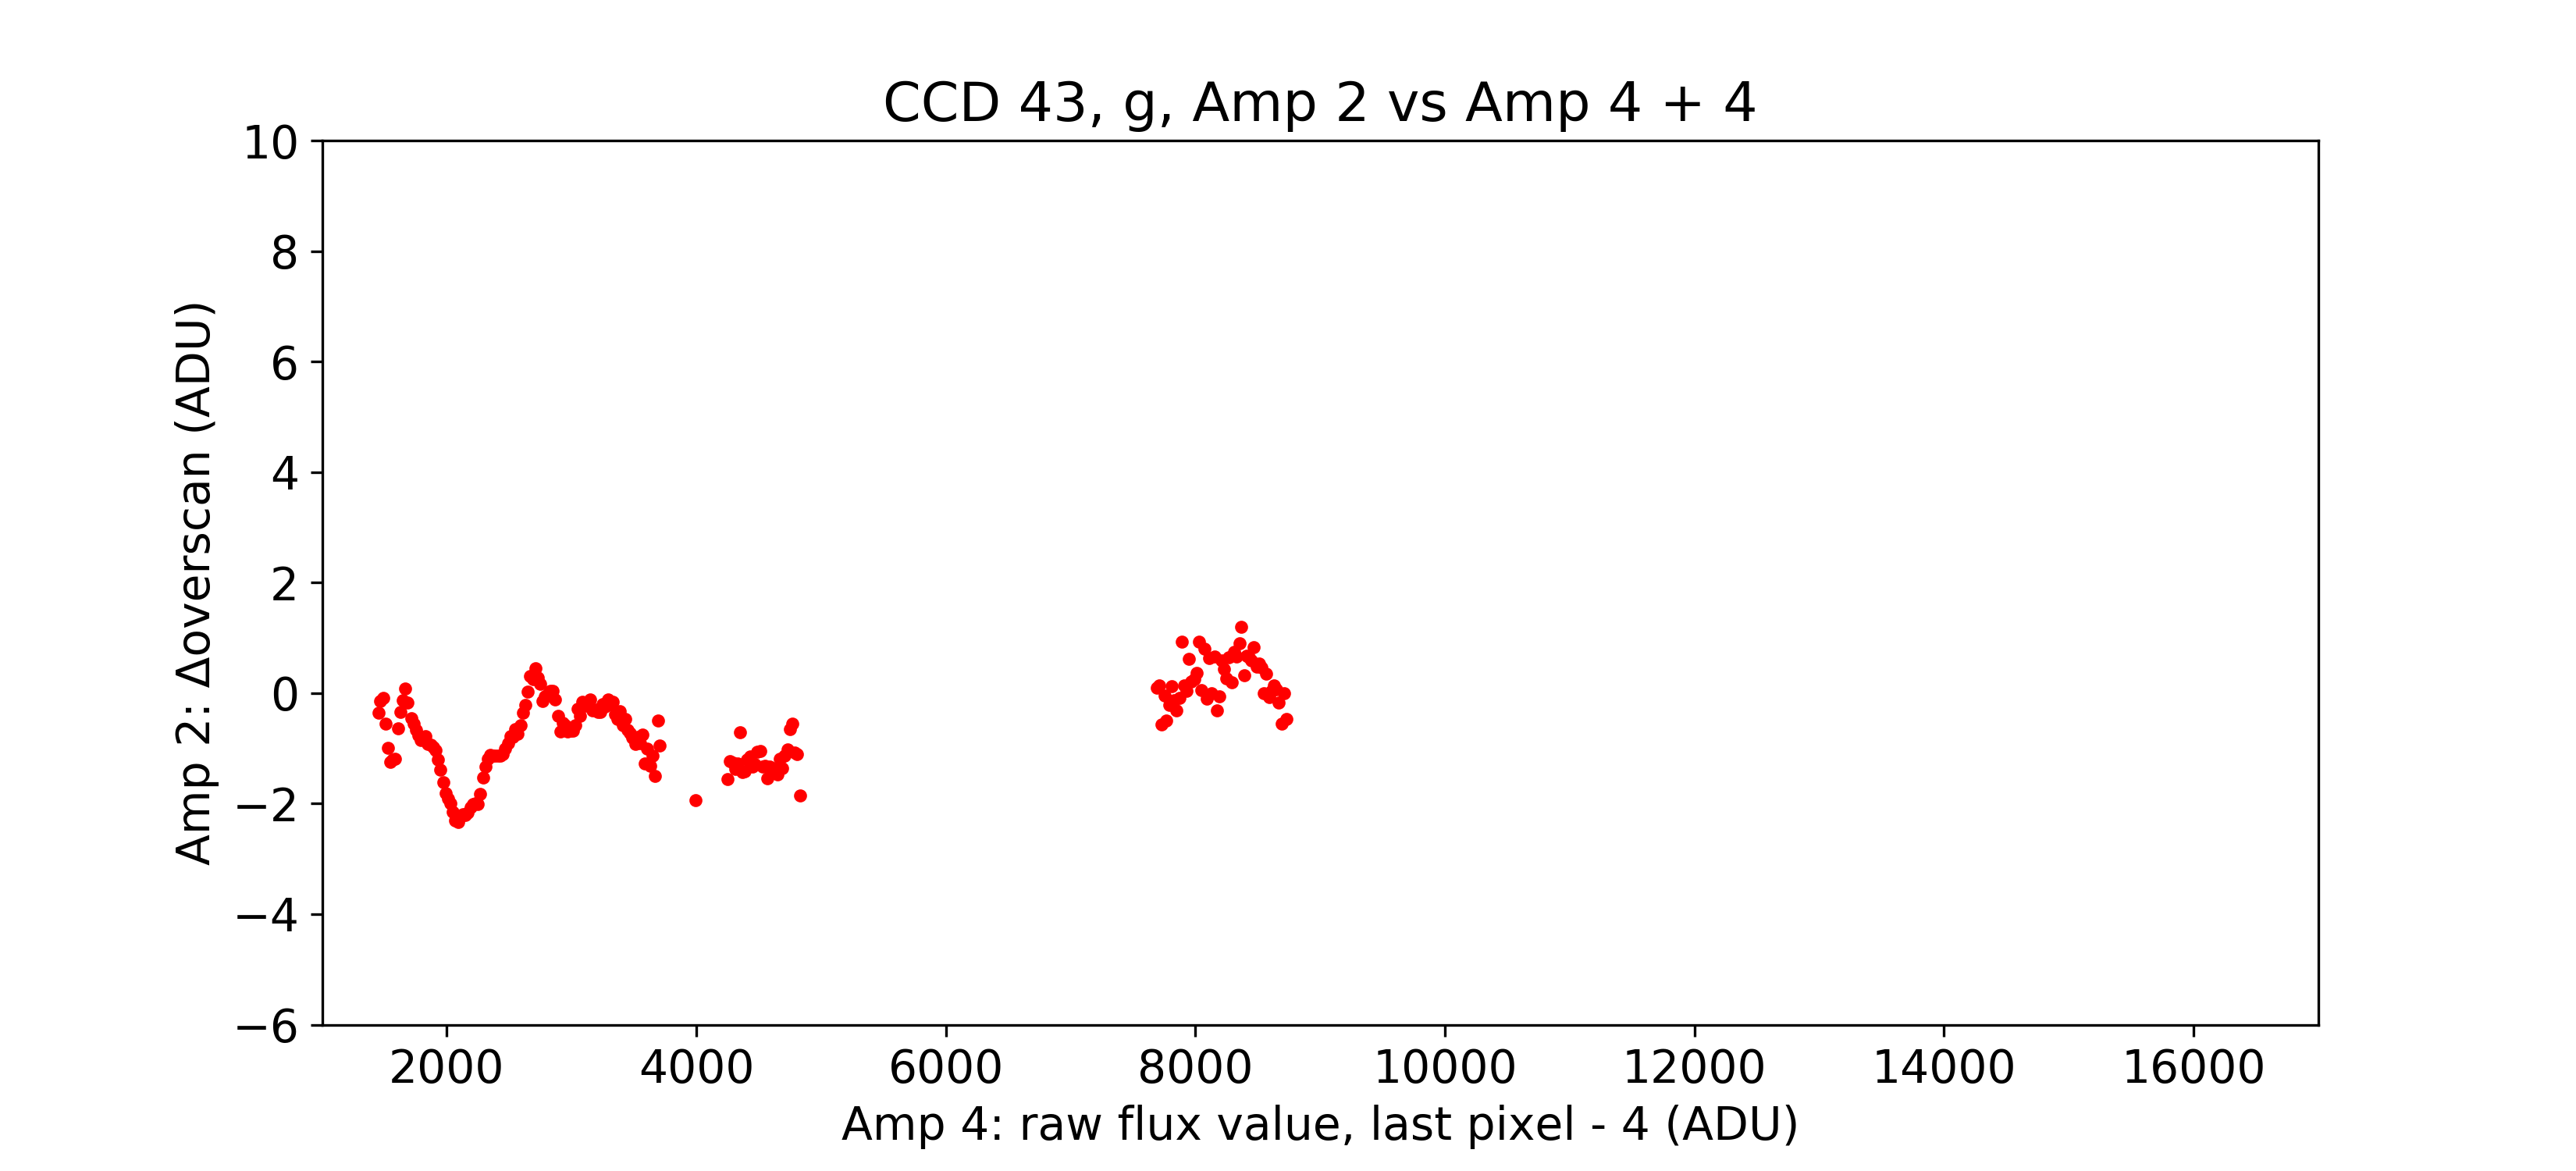 CCD 43, g, Amp 2 vs Amp 4 + 4
Amp 2: Δoverscan (ADU)
10
8
6
4
2
0
−2
−4
−6
2000 4000 6000 8000 10000 12000 14000 16000
Amp 4: raw flux value, last pixel - 4 (ADU)